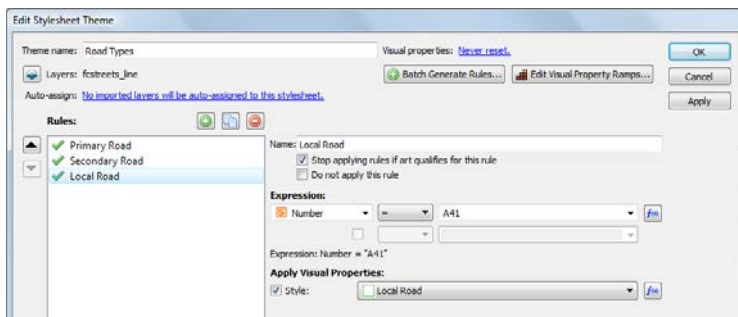 Edit Stylesheet Theme
Theme name: Road Types
Visual properties: Never reset.
OK
Layers: fcstreets_line
Batch Generate Rules...
Edit Visual Property Ramps...
Cancel
Auto-assign: No imported layers will be auto-assigned to this stylesheet.
Apply
Rules:
Primary Road
Secondary Road
Local Road
Name: Local Road
Stop applying rules if art qualifies for this rule
Do not apply this rule
Expression:
S Number = A41 f(x)
Expression: Number = "A41"
Apply Visual Properties:
Style: Local Road f(x)